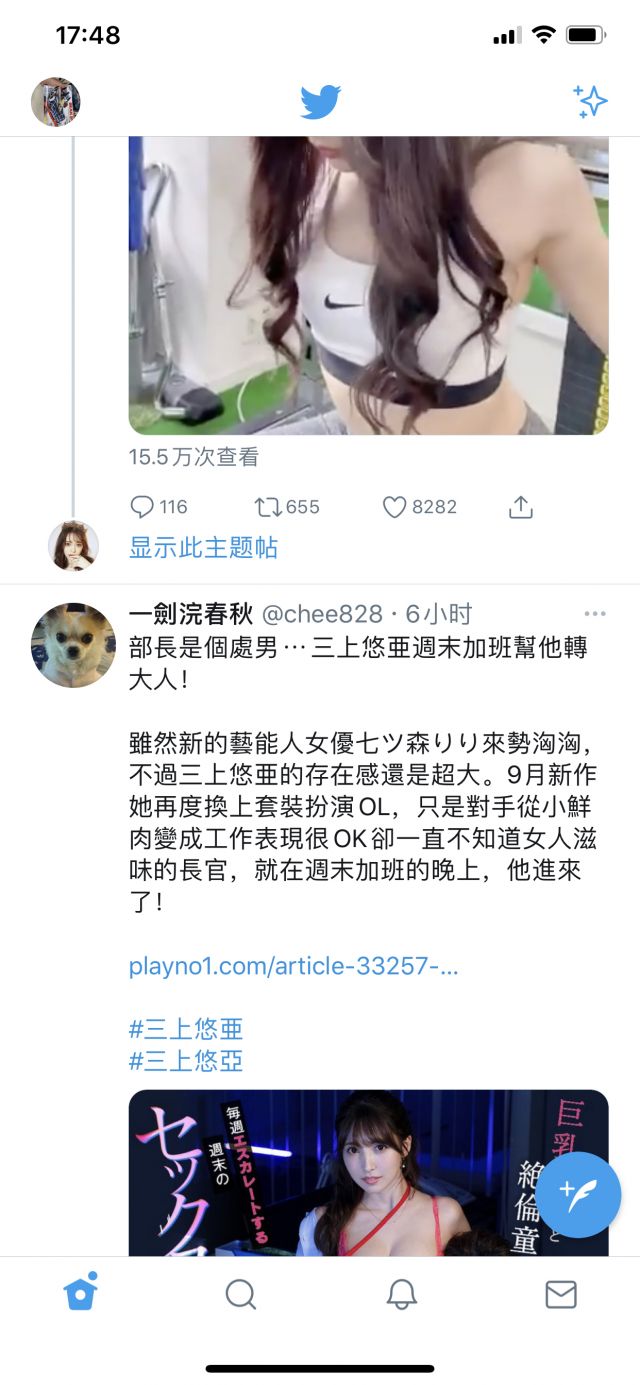 17:48
15.5万次查看
116
655
8282
显示此主题帖
一劍浣春秋 @chee828 · 6小时
部長是個處男⋯三上悠亜週末加班幫他轉
大人！
雖然新的藝能人女優七ツ森りり來勢洶洶，
不過三上悠亜的存在感還是超大。9月新作
她再度換上套裝扮演OL，只是對手從小鮮
肉變成工作表現很OK卻一直不知道女人滋
味的長官，就在週末加班的晚上，他進來
了！
playno1.com/article-33257-...
#三上悠亜
#三上悠亞
毎週エスカレートする
週末の
セックス
巨乳
と
絶倫童